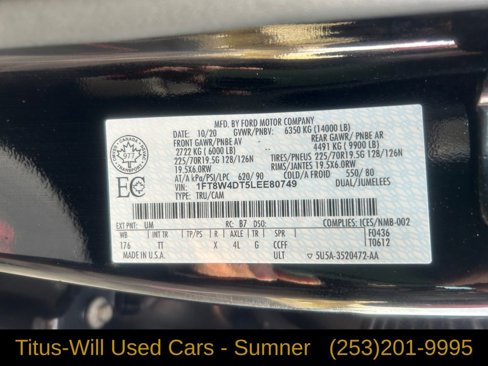 MFD. BY FORD MOTOR COMPANY
DATE: 10/20 GVWR/PNBV: 6350 KG (14000 LB)
FRONT GAWR/ PNBE AV REAR GAWR/ PNBE AR
2722 KG (6000 LB) 4491 KG (9900 LB)
225/70R19.5G 128/126N TIRES/PNEUS 225/70R19.5G 128/126N
19.5X6.0RW RIMS/JANTES 19.5X6.0RW
AT/A kPa/PSI/LPC 620/90 COLD/A FROID 550/80
VIN: 1FT8W4DT5LEE80749 DUAL/JUMELEES
TYPE: TRU/CAM
EC
EXT PNT: UM RC: B7 DSO: COMPLIES: ICES/NMB-002
WB INT TR TP/PS R AXLE TR SPR F0436
176 TT X 4L G CCFF T0612
MADE IN U.S.A. ULT 5U5A-3520472-AA
Titus-Will Used Cars - Sumner (253)201-9995